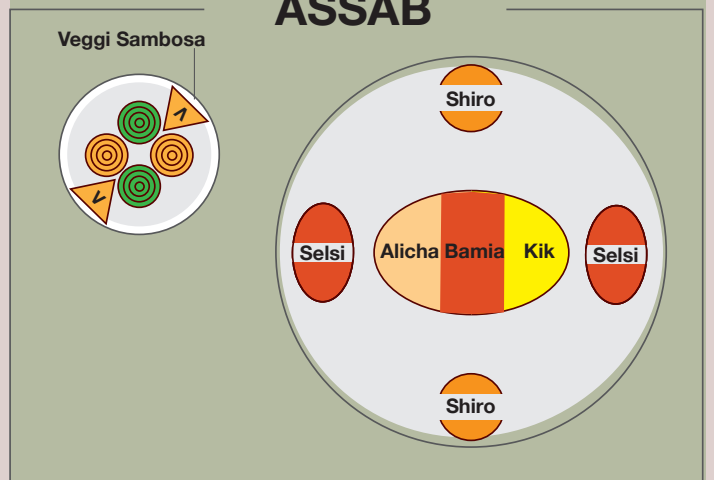 ASSAB
Veggi Sambosa
V
V
Shiro
Selsi
Alicha Bamia Kik
Selsi
Shiro